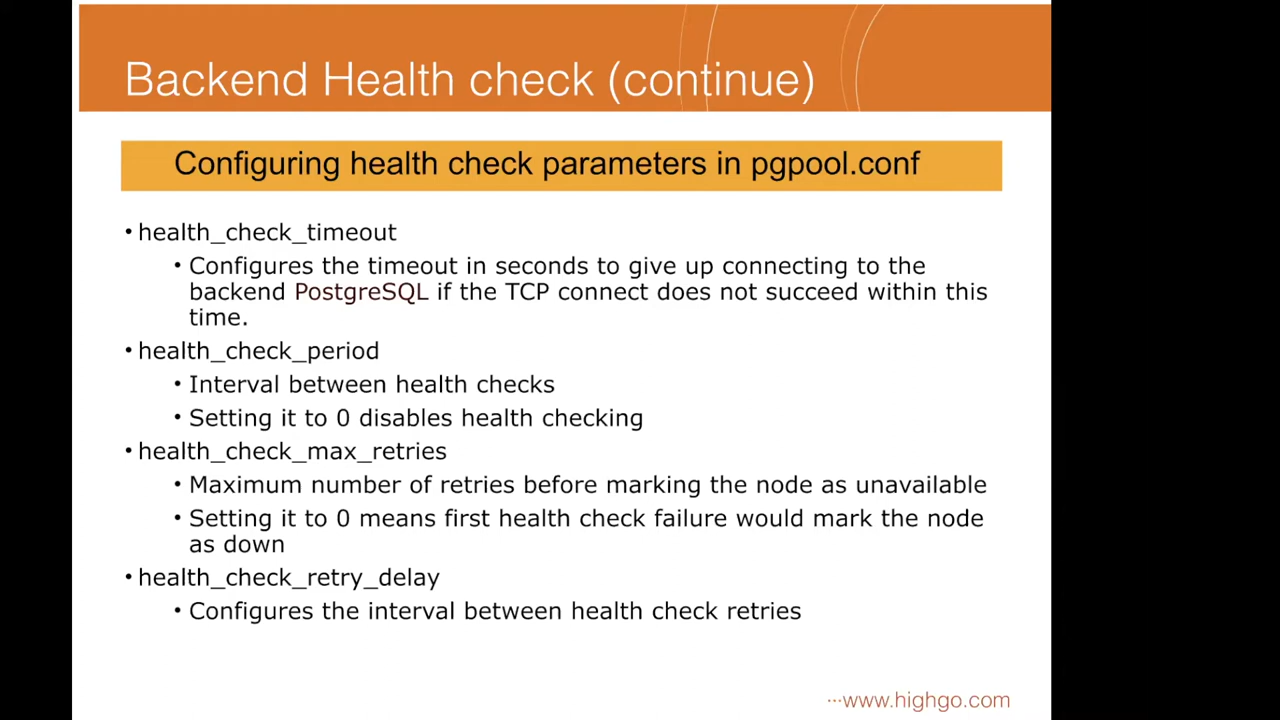 Backend Health check (continue)
Configuring health check parameters in pgpool.conf
• health_check_timeout
• Configures the timeout in seconds to give up connecting to the
backend PostgreSQL if the TCP connect does not succeed within this
time.
• health_check_period
• Interval between health checks
• Setting it to 0 disables health checking
• health_check_max_retries
• Maximum number of retries before marking the node as unavailable
• Setting it to 0 means first health check failure would mark the node
as down
• health_check_retry_delay
• Configures the interval between health check retries
···www.highgo.com